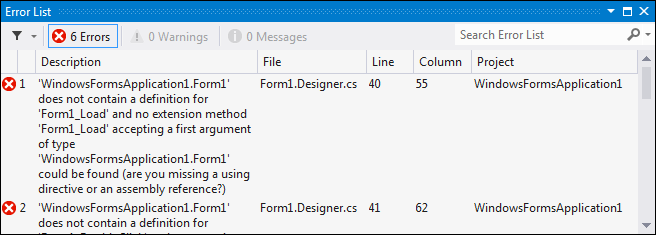 Error List
6 Errors 0 Warnings 0 Messages Search Error List
Description File Line Column Project
1 'WindowsFormsApplication1.Form1' Form1.Designer.cs 40 55 WindowsFormsApplication1
does not contain a definition for
'Form1_Load' and no extension method
'Form1_Load' accepting a first argument
of type
'WindowsFormsApplication1.Form1'
could be found (are you missing a using
directive or an assembly reference?)
2 'WindowsFormsApplication1.Form1' Form1.Designer.cs 41 62 WindowsFormsApplication1
does not contain a definition for